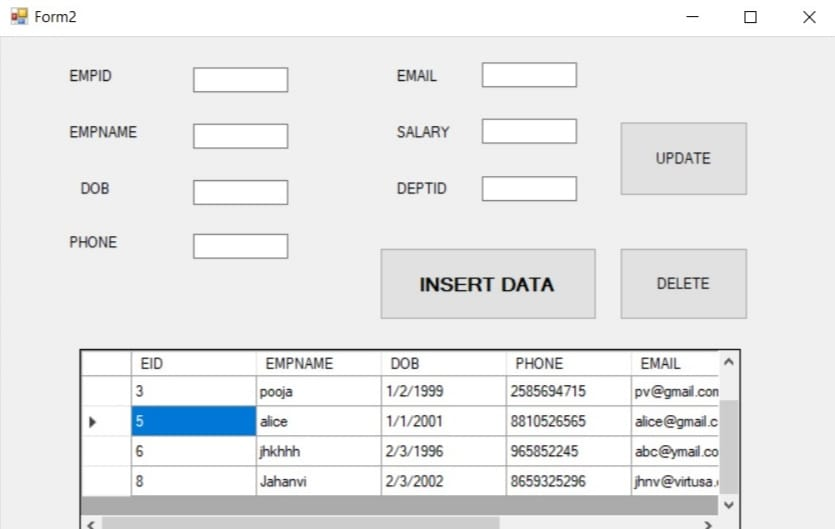 Form2
EMPID EMAIL
EMPNAME SALARY
UPDATE
DOB DEPTID
PHONE
INSERT DATA DELETE
EID EMPNAME DOB PHONE EMAIL
3 pooja 1/2/1999 2585694715 pv@gmail.com
5 alice 1/1/2001 8810526565 alice@gmail.c
6 jhkhhh 2/3/1996 965852245 abc@ymail.co
8 Jahanvi 2/3/2002 8659325296 jhnv@virtusa.